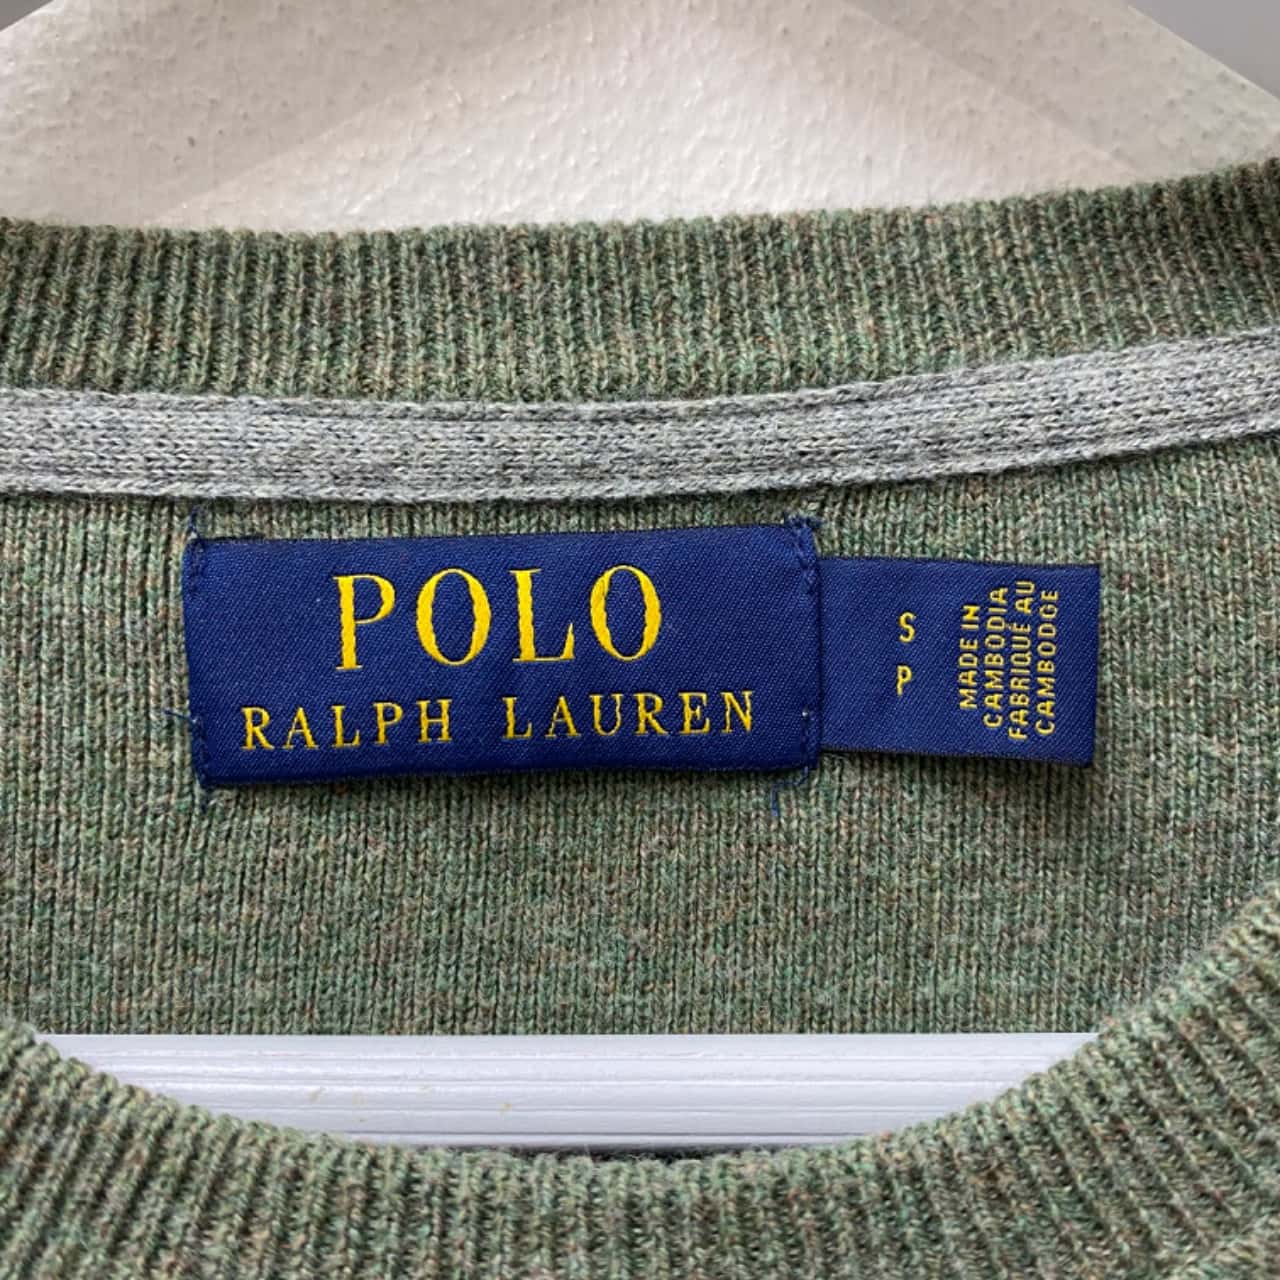 POLO
RALPH LAUREN
S
P
MADE IN
CAMBODIA
FABRIQUÉ AU
CAMBODGE